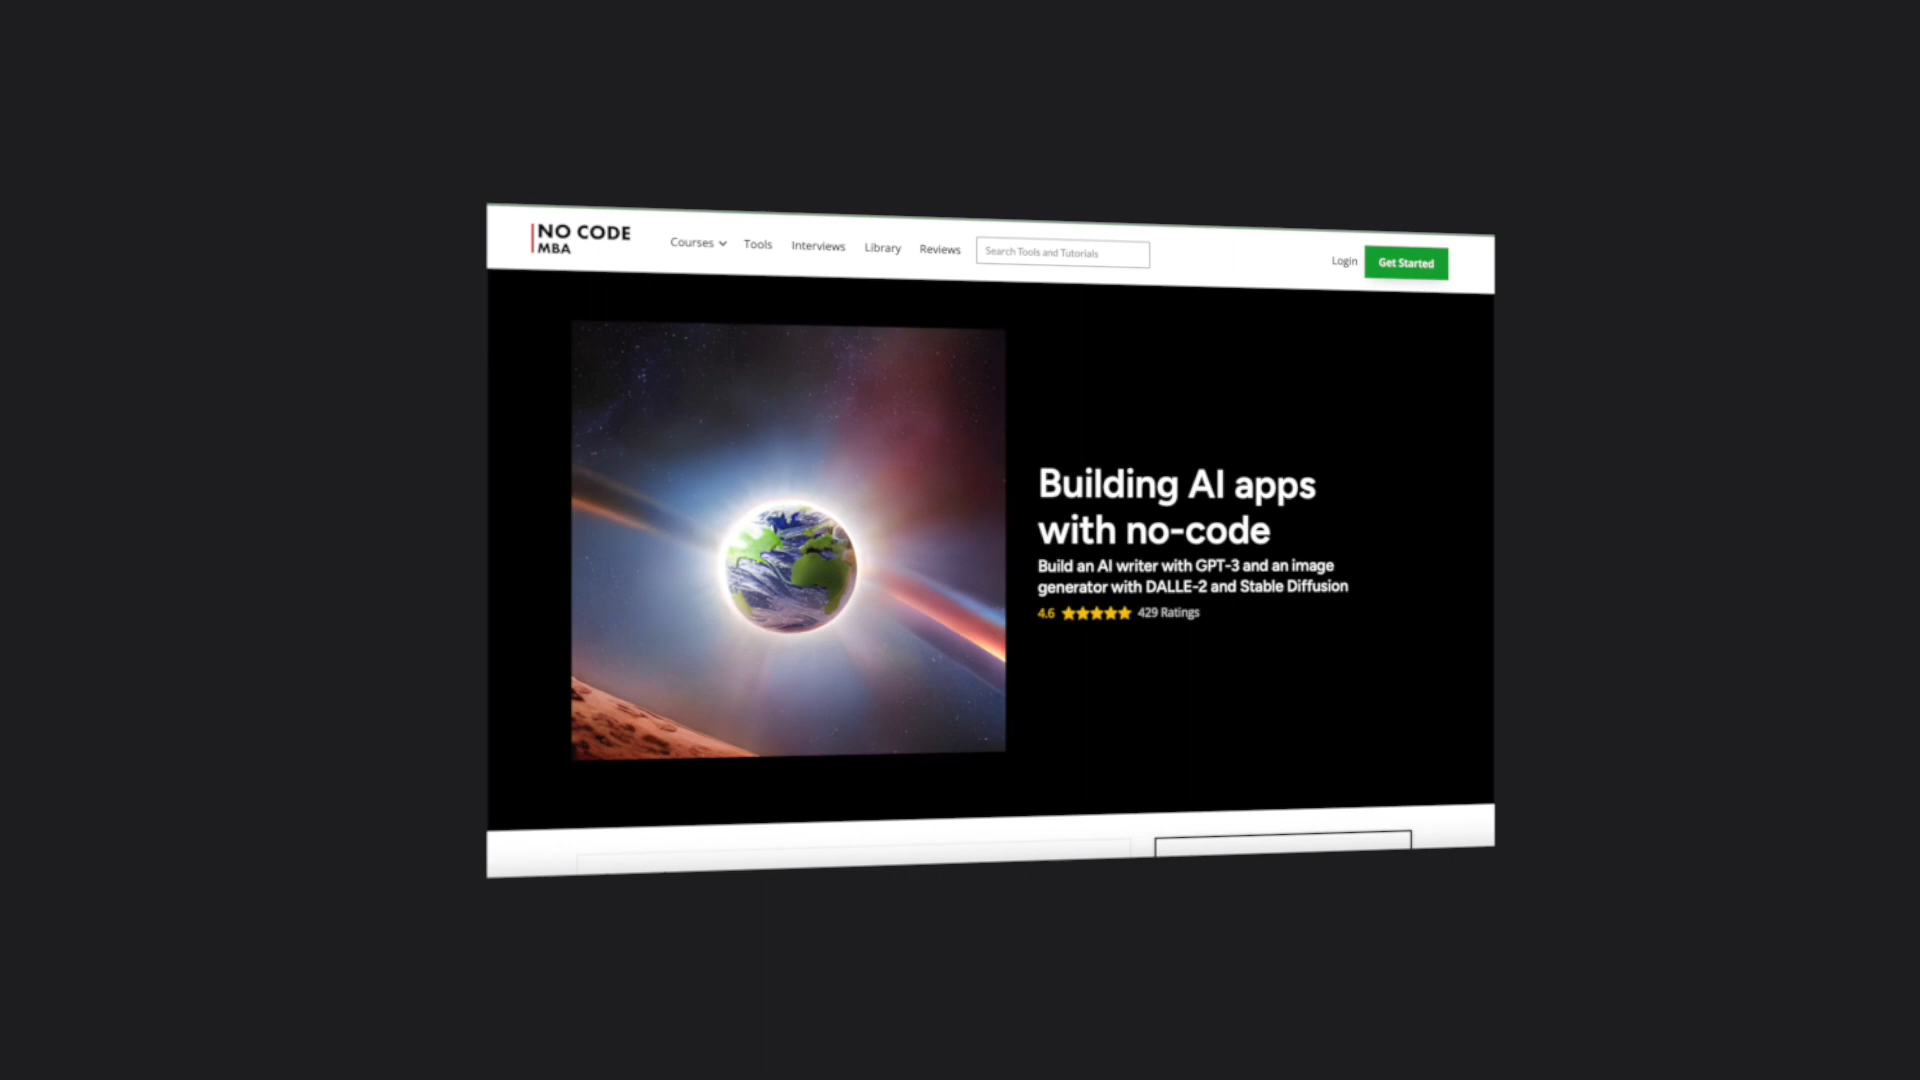 NO CODE
MBA
Courses Tools Interviews Library Reviews Search Tools and Tutorials Login Get Started
Building AI apps
with no-code
Build an AI writer with GPT-3 and an image
generator with DALLE-2 and Stable Diffusion
4.6 429 Ratings